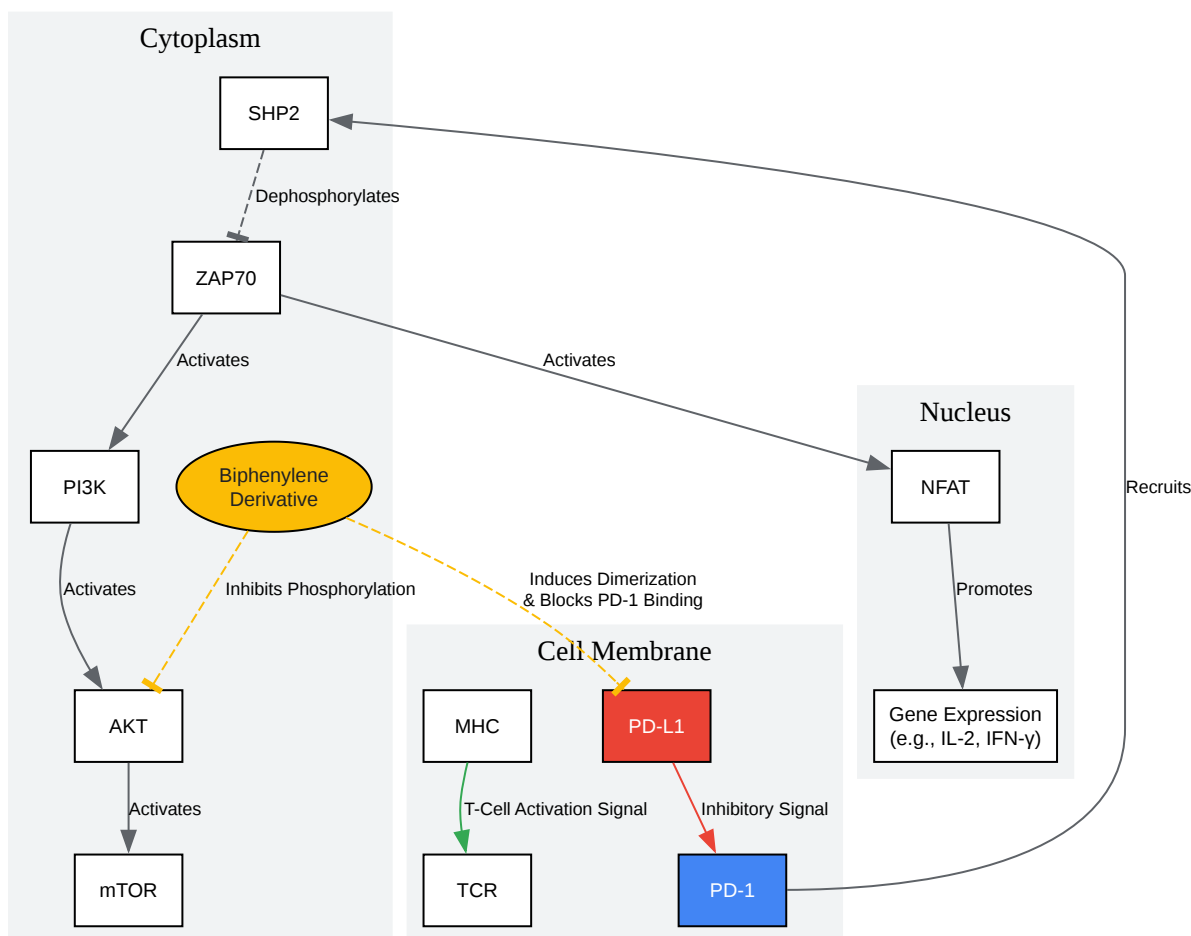 Cytoplasm
SHP2
Dephosphorylates
ZAP70
Activates
Activates
Nucleus
PI3K
Biphenylene
Derivative
NFAT
Recruits
Activates
Inhibits Phosphorylation
Induces Dimerization
& Blocks PD-1 Binding
Promotes
Cell Membrane
AKT
MHC
PD-L1
Gene Expression
(e.g., IL-2, IFN-γ)
Activates
T-Cell Activation Signal
Inhibitory Signal
mTOR
TCR
PD-1